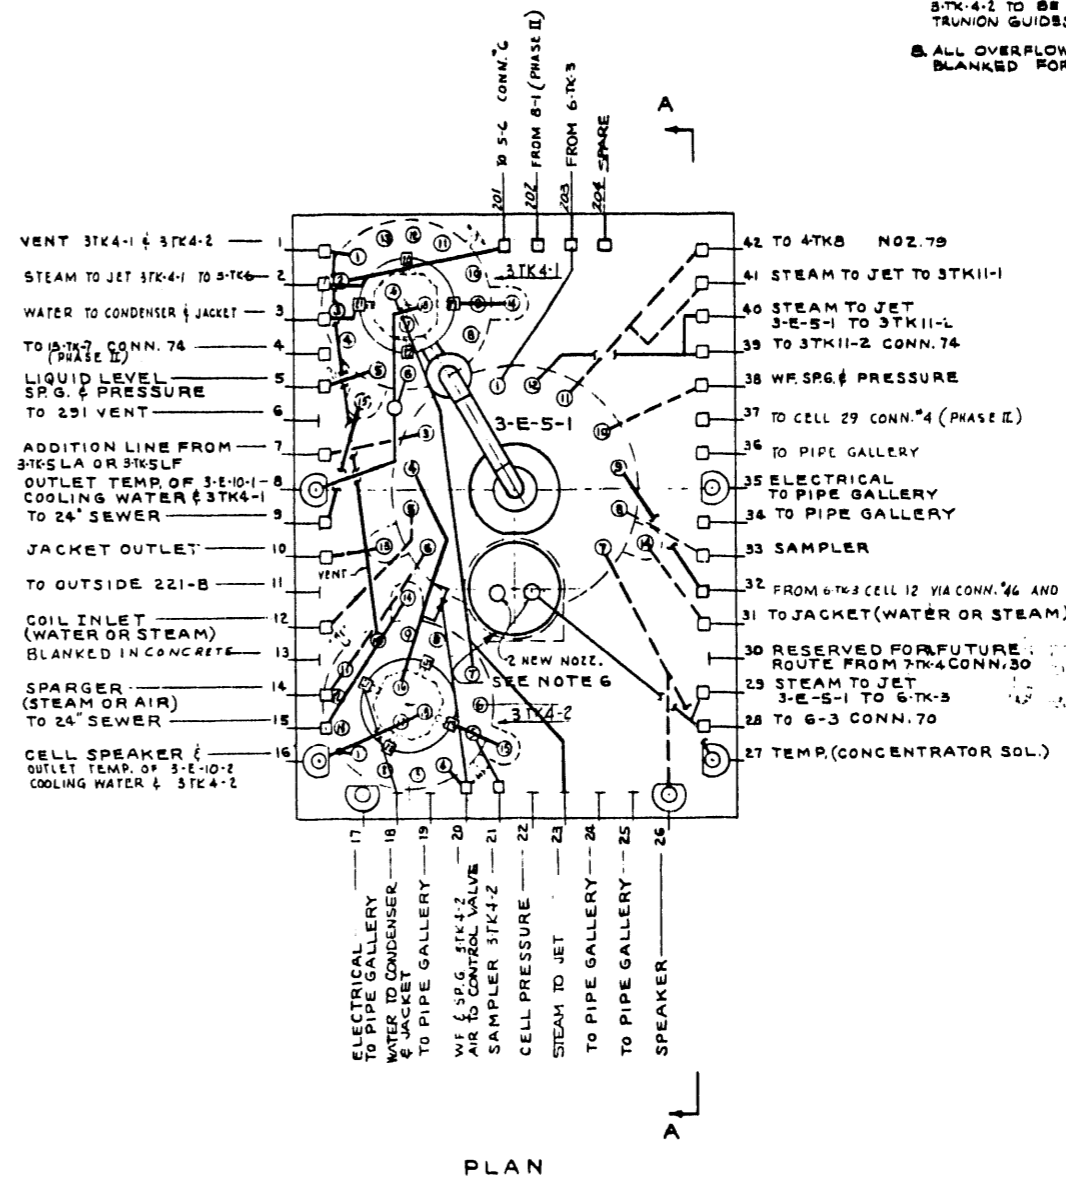 3-TK-4-2 TO BE
TRUNION GUIDES
8. ALL OVERFLOW
BLANKED FOR
A
201 TO 5-6 CONN. #6
202 FROM 8-1 (PHASE II)
203 FROM 6-TK-3
204 SPARE
VENT 3TK4-1 & 3TK4-2 1
STEAM TO JET 3TK-4-1 TO 3-TK6 2
WATER TO CONDENSER & JACKET 3
TO 13-TK-7 CONN. 74 4
(PHASE II)
LIQUID LEVEL 5
SP.G. & PRESSURE
TO 291 VENT 6
ADDITION LINE FROM 7
3-TK-5LA OR 3-TK-5LF
OUTLET TEMP. OF 3-E-10-1 8
COOLING WATER & 3TK4-1
TO 24" SEWER 9
JACKET OUTLET 10
TO OUTSIDE 221-B 11
COIL INLET 12
(WATER OR STEAM)
BLANKED IN CONCRETE 13
SPARGER 14
(STEAM OR AIR)
TO 24" SEWER 15
CELL SPEAKER & 16
OUTLET TEMP. OF 3-E-10-2
COOLING WATER & 3TK4-2
3TK4-1
3-E-5-1
VENT
2 NEW NOZZ.
SEE NOTE 6
3TK4-2
42 TO 4-TK8 NOZ. 79
41 STEAM TO JET TO 3TK11-1
40 STEAM TO JET
3-E-5-1 TO 3TK11-2
39 TO 3TK11-2 CONN. 74
38 WF. SP.G. & PRESSURE
37 TO CELL 29 CONN. #4 (PHASE II)
36 TO PIPE GALLERY
35 ELECTRICAL
TO PIPE GALLERY
34 TO PIPE GALLERY
33 SAMPLER
32 FROM 6-TK-3 CELL 12 VIA CONN. #46 AND
31 TO JACKET (WATER OR STEAM)
30 RESERVED FOR FUTURE
ROUTE FROM 7-TK-4 CONN. 30
29 STEAM TO JET
3-E-5-1 TO 6-TK-3
28 TO 6-3 CONN. 70
27 TEMP. (CONCENTRATOR SOL.)
17 ELECTRICAL
TO PIPE GALLERY
18 WATER TO CONDENSER
& JACKET
19 TO PIPE GALLERY
20 WF & SP.G. 3TK4-2
AIR TO CONTROL VALVE
21 SAMPLER 3TK4-2
22 CELL PRESSURE
23 STEAM TO JET
24 TO PIPE GALLERY
25 TO PIPE GALLERY
26 SPEAKER
A
PLAN